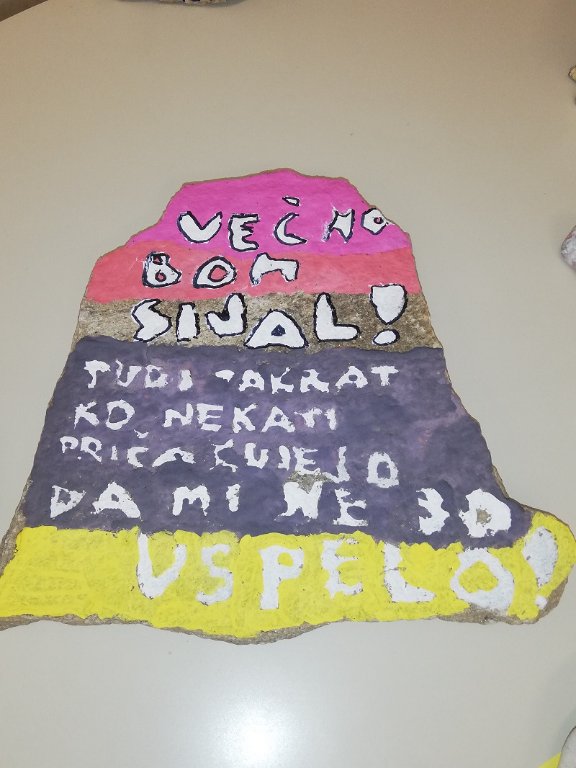 VEČNO
BOM
SIJAL!
TUDI TAKRAT
KO NEKATI
PRIČAKUJEJO
DA MI NE BO
USPELO!